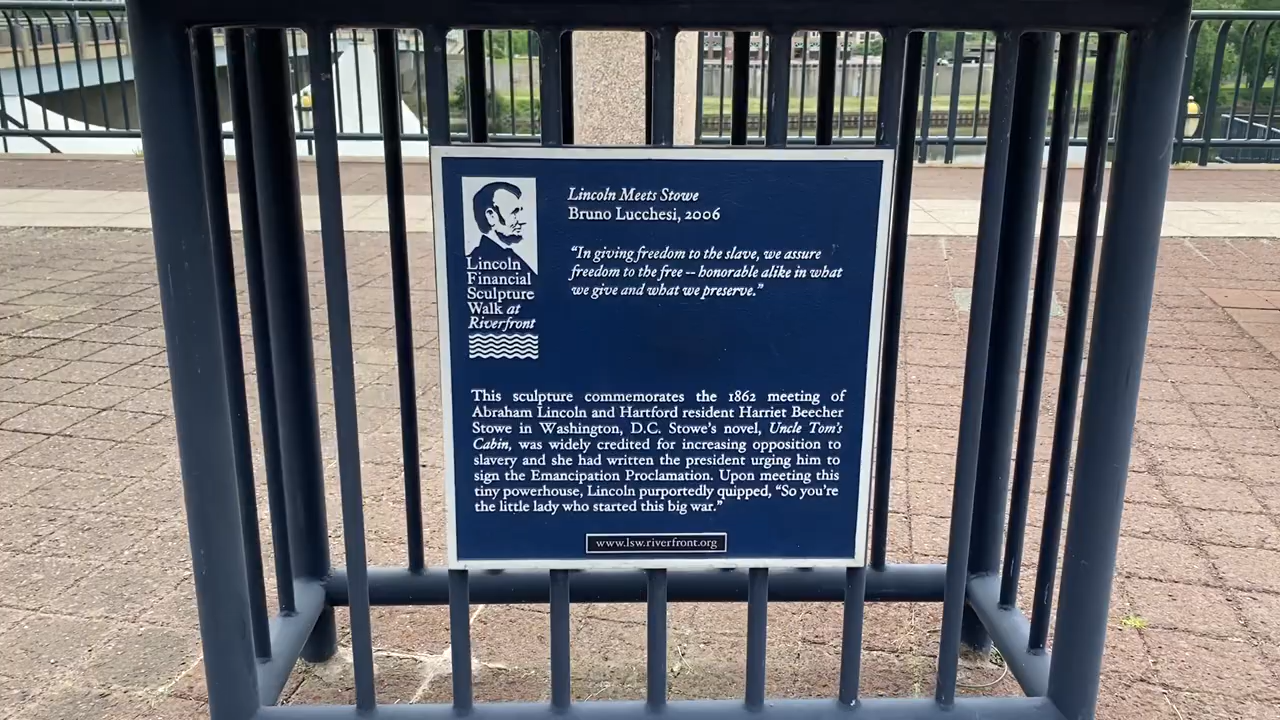 Lincoln
Financial
Sculpture
Walk at
Riverfront
Lincoln Meets Stowe
Bruno Lucchesi, 2006
“In giving freedom to the slave, we assure
freedom to the free -- honorable alike in what
we give and what we preserve.”
This sculpture commemorates the 1862 meeting of
Abraham Lincoln and Hartford resident Harriet Beecher
Stowe in Washington, D.C. Stowe’s novel, Uncle Tom’s
Cabin, was widely credited for increasing opposition to
slavery and she had written the president urging him to
sign the Emancipation Proclamation. Upon meeting this
tiny powerhouse, Lincoln purportedly quipped, “So you’re
the little lady who started this big war.”
www.lsw.riverfront.org